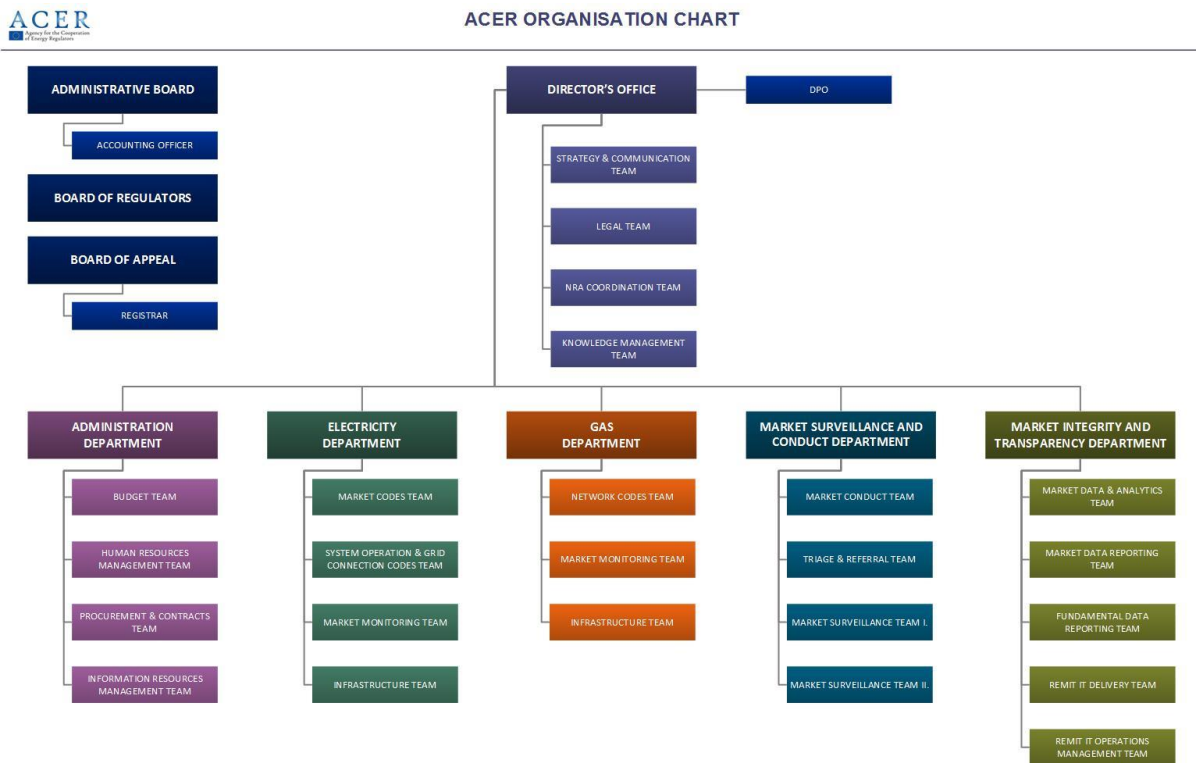 ACER
Agency for the Cooperation
of Energy Regulators
ACER ORGANISATION CHART
ADMINISTRATIVE BOARD
ACCOUNTING OFFICER
BOARD OF REGULATORS
BOARD OF APPEAL
REGISTRAR
DIRECTOR'S OFFICE
DPO
STRATEGY & COMMUNICATION
TEAM
LEGAL TEAM
NRA COORDINATION TEAM
KNOWLEDGE MANAGEMENT
TEAM
ADMINISTRATION
DEPARTMENT
BUDGET TEAM
HUMAN RESOURCES
MANAGEMENT TEAM
PROCUREMENT & CONTRACTS
TEAM
INFORMATION RESOURCES
MANAGEMENT TEAM
ELECTRICITY
DEPARTMENT
MARKET CODES TEAM
SYSTEM OPERATION & GRID
CONNECTION CODES TEAM
MARKET MONITORING TEAM
INFRASTRUCTURE TEAM
GAS
DEPARTMENT
NETWORK CODES TEAM
MARKET MONITORING TEAM
INFRASTRUCTURE TEAM
MARKET SURVEILLANCE AND
CONDUCT DEPARTMENT
MARKET CONDUCT TEAM
TRIAGE & REFERRAL TEAM
MARKET SURVEILLANCE TEAM I.
MARKET SURVEILLANCE TEAM II.
MARKET INTEGRITY AND
TRANSPARENCY DEPARTMENT
MARKET DATA & ANALYTICS
TEAM
MARKET DATA REPORTING
TEAM
FUNDAMENTAL DATA
REPORTING TEAM
REMIT IT DELIVERY TEAM
REMIT IT OPERATIONS
MANAGEMENT TEAM